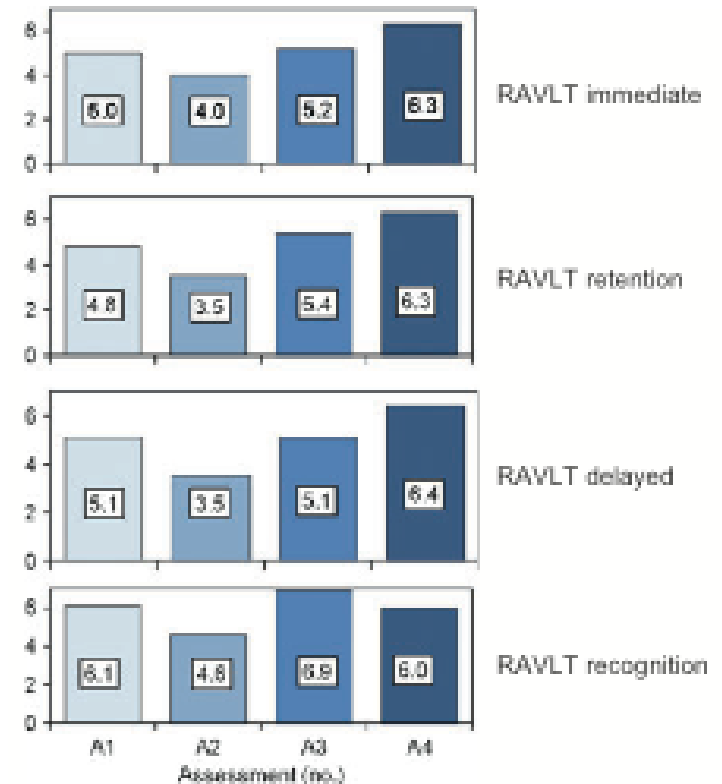 6
4
2
0
5.0 4.0 5.2 6.3
RAVLT immediate
6
4
2
0
4.8 3.5 5.4 6.3
RAVLT retention
6
4
2
0
5.1 3.5 5.1 6.4
RAVLT delayed
6
4
2
0
6.1 4.6 6.9 6.0
RAVLT recognition
A1 A2 A3 A4
Assessment (no.)